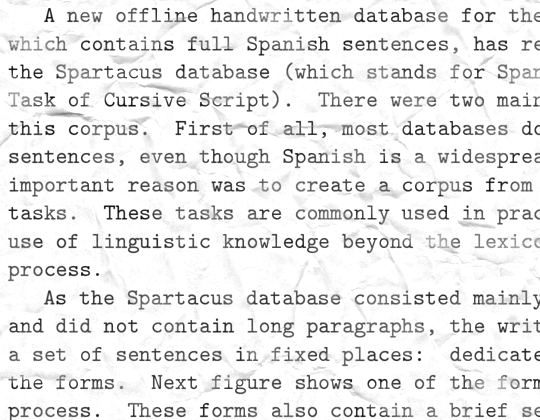 A new offline handwritten database for the
which contains full Spanish sentences, has re
the Spartacus database (which stands for Spar
Task of Cursive Script). There were two main
this corpus. First of all, most databases do
sentences, even though Spanish is a widesprea
important reason was to create a corpus from
tasks. These tasks are commonly used in prac
use of linguistic knowledge beyond the lexico
process.
As the Spartacus database consisted mainly
and did not contain long paragraphs, the writ
a set of sentences in fixed places: dedicate
the forms. Next figure shows one of the form
process. These forms also contain a brief se